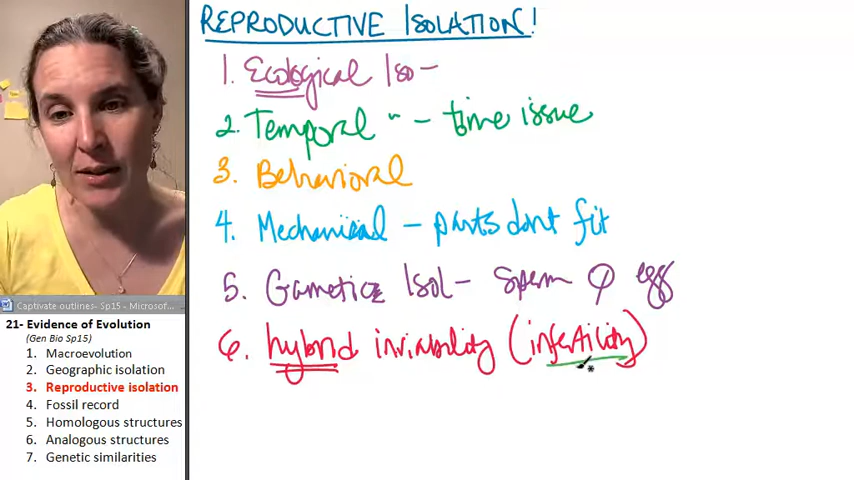 REPRODUCTIVE ISOLATION!
1. Ecological Iso -
2. Temporal " - time issue
3. Behavioral
4. Mechanical - parts dont fit
5. Gametic Isol - sperm φ egg
6. hybrid inviability (infertility)
Captivate outlines- Sp15 - Microsof...
21- Evidence of Evolution
(Gen Bio Sp15)
1. Macroevolution
2. Geographic isolation
3. Reproductive isolation
4. Fossil record
5. Homologous structures
6. Analogous structures
7. Genetic similarities